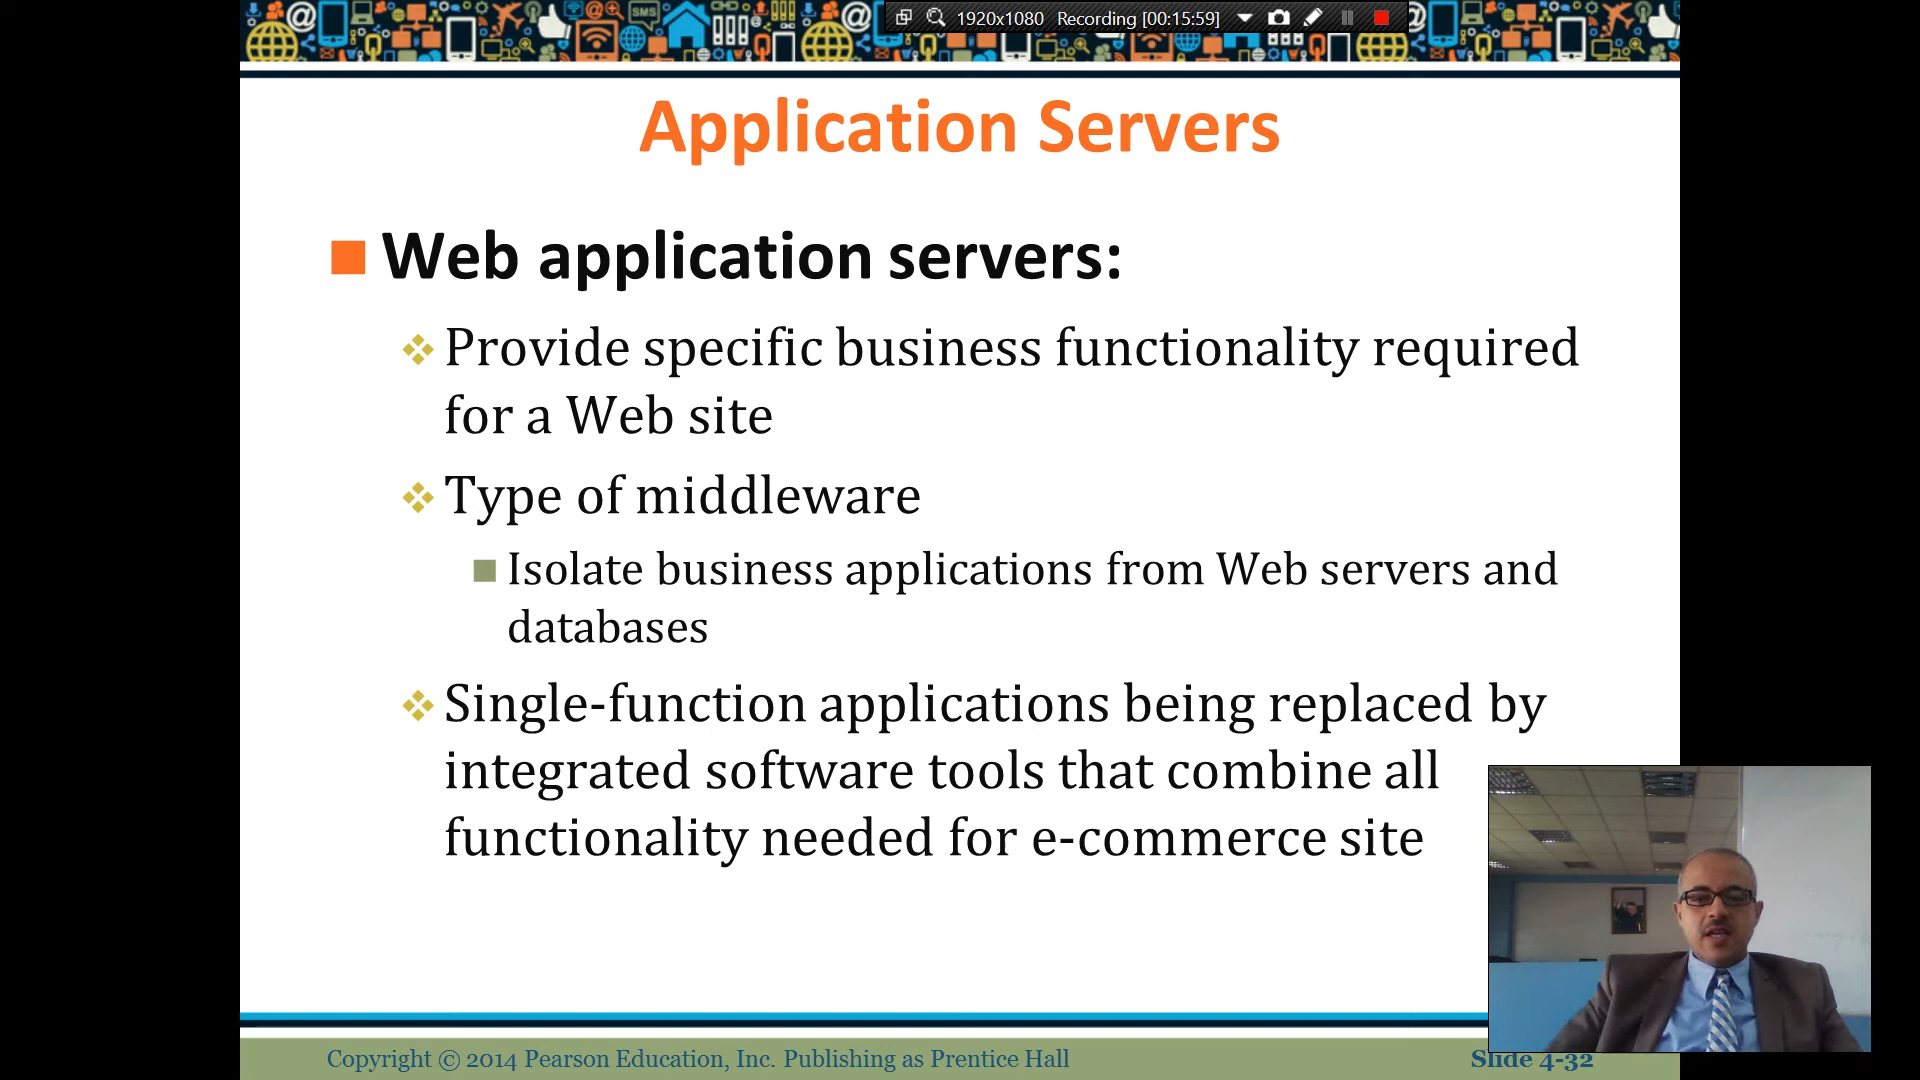 SMS
1920x1080 Recording [00:15:59]
Application Servers
Web application servers:
Provide specific business functionality required
for a Web site
Type of middleware
Isolate business applications from Web servers and
databases
Single-function applications being replaced by
integrated software tools that combine all
functionality needed for e-commerce site
Copyright © 2014 Pearson Education, Inc. Publishing as Prentice Hall
Slide 4-32